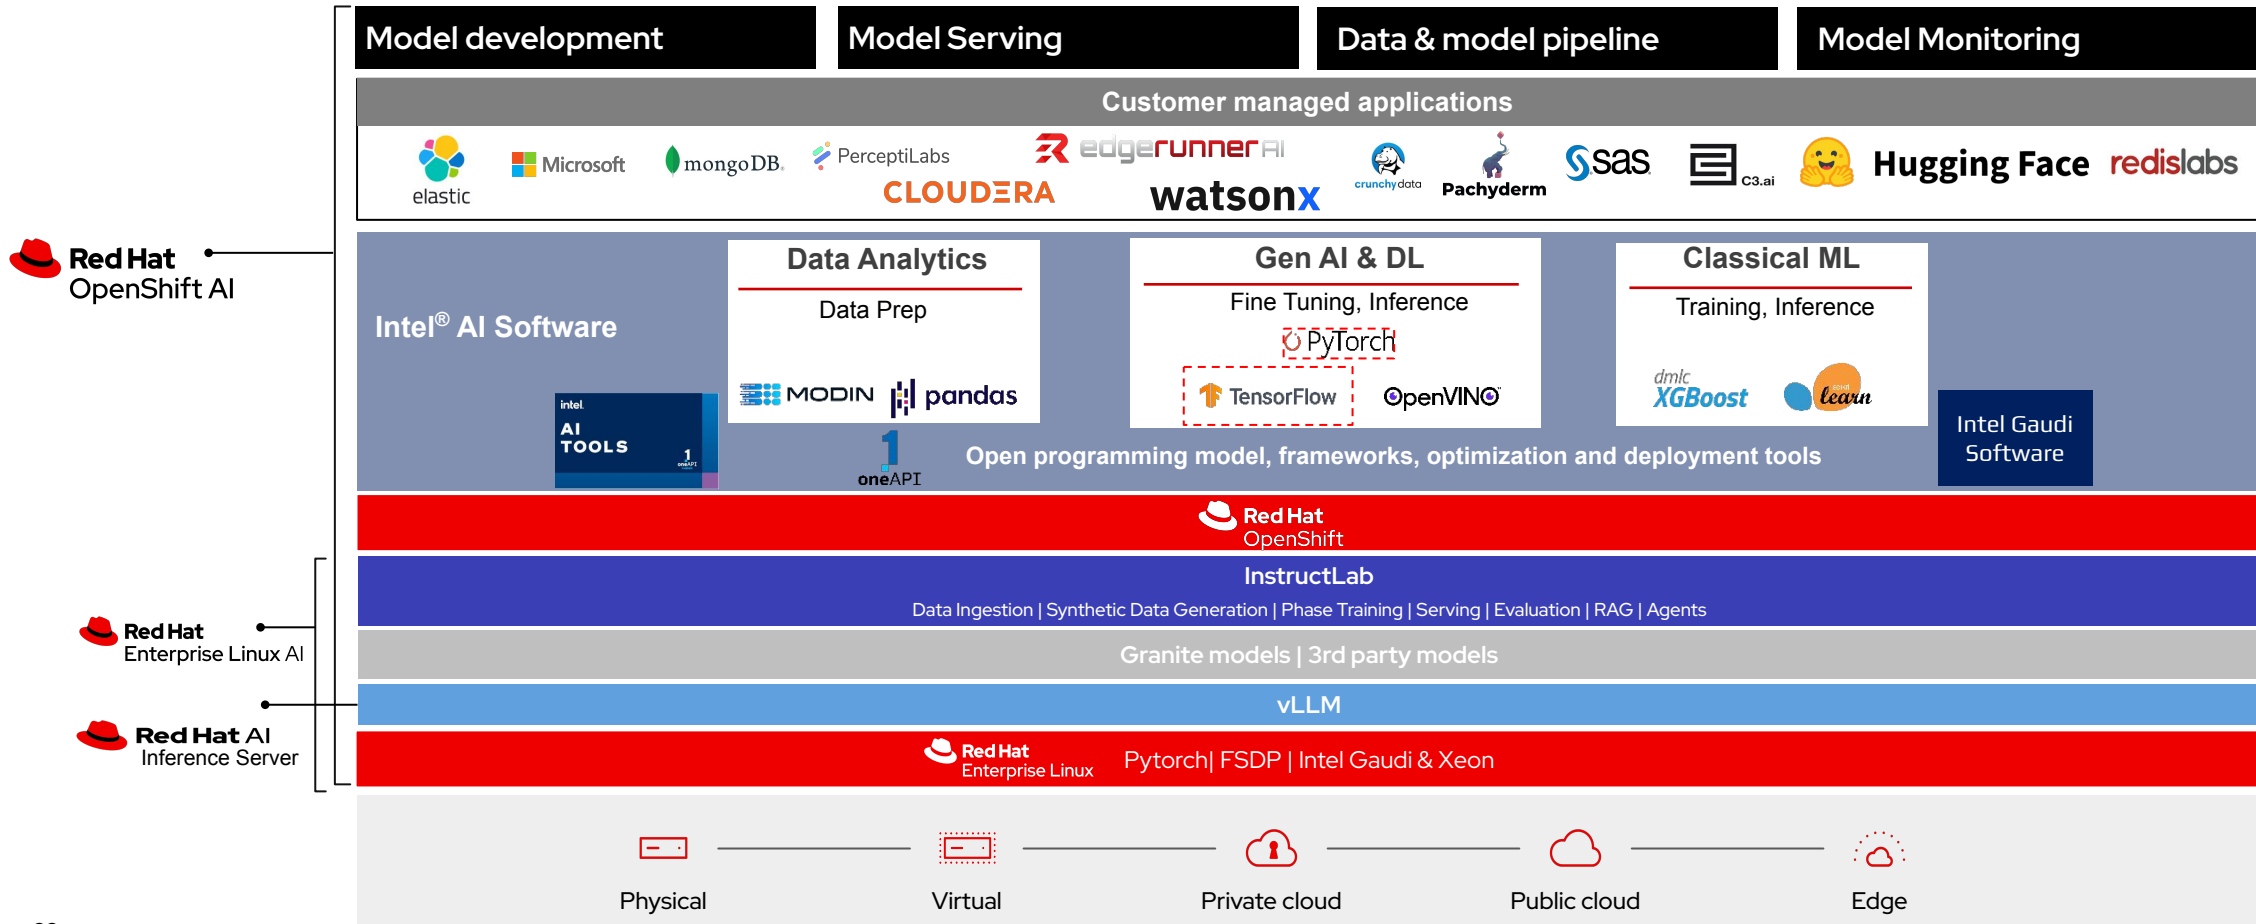 Model development
Model Serving
Data & model pipeline
Model Monitoring
Customer managed applications
elastic
Microsoft
mongoDB.
PerceptiLabs
CLOUDERA
edgerunner AI
watsonx
crunchydata
Pachyderm
sas
C3.ai
Hugging Face
redislabs
Red Hat
OpenShift AI
Intel® AI Software
Data Analytics
Data Prep
MODIN
pandas
Gen AI & DL
Fine Tuning, Inference
PyTorch
TensorFlow
OpenVINO
Classical ML
Training, Inference
dmlc
XGBoost
learn
intel.
AI
TOOLS
1
oneAPI
1
oneAPI
Open programming model, frameworks, optimization and deployment tools
Intel Gaudi
Software
Red Hat
OpenShift
InstructLab
Data Ingestion | Synthetic Data Generation | Phase Training | Serving | Evaluation | RAG | Agents
Red Hat
Enterprise Linux AI
Granite models | 3rd party models
vLLM
Red Hat AI
Inference Server
Red Hat
Enterprise Linux
Pytorch| FSDP | Intel Gaudi & Xeon
Physical
Virtual
Private cloud
Public cloud
Edge